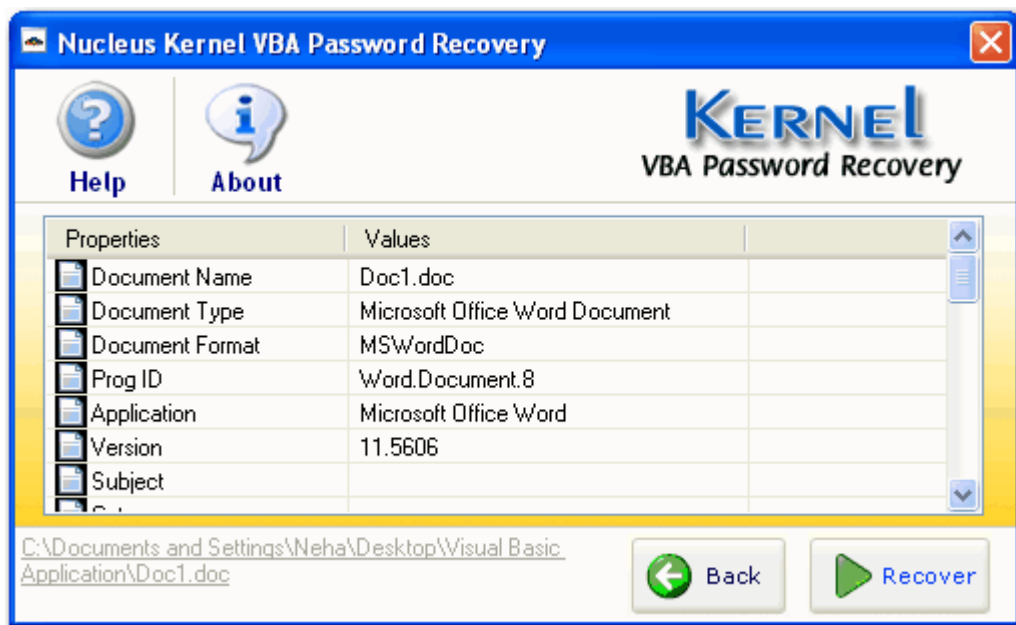 Nucleus Kernel VBA Password Recovery
Help
About
KERNEL
VBA Password Recovery
Properties Values
Document Name Doc1.doc
Document Type Microsoft Office Word Document
Document Format MSWordDoc
Prog ID Word.Document.8
Application Microsoft Office Word
Version 11.5606
Subject
C:\Documents and Settings\Neha\Desktop\Visual Basic
Application\Doc1.doc
Back
Recover